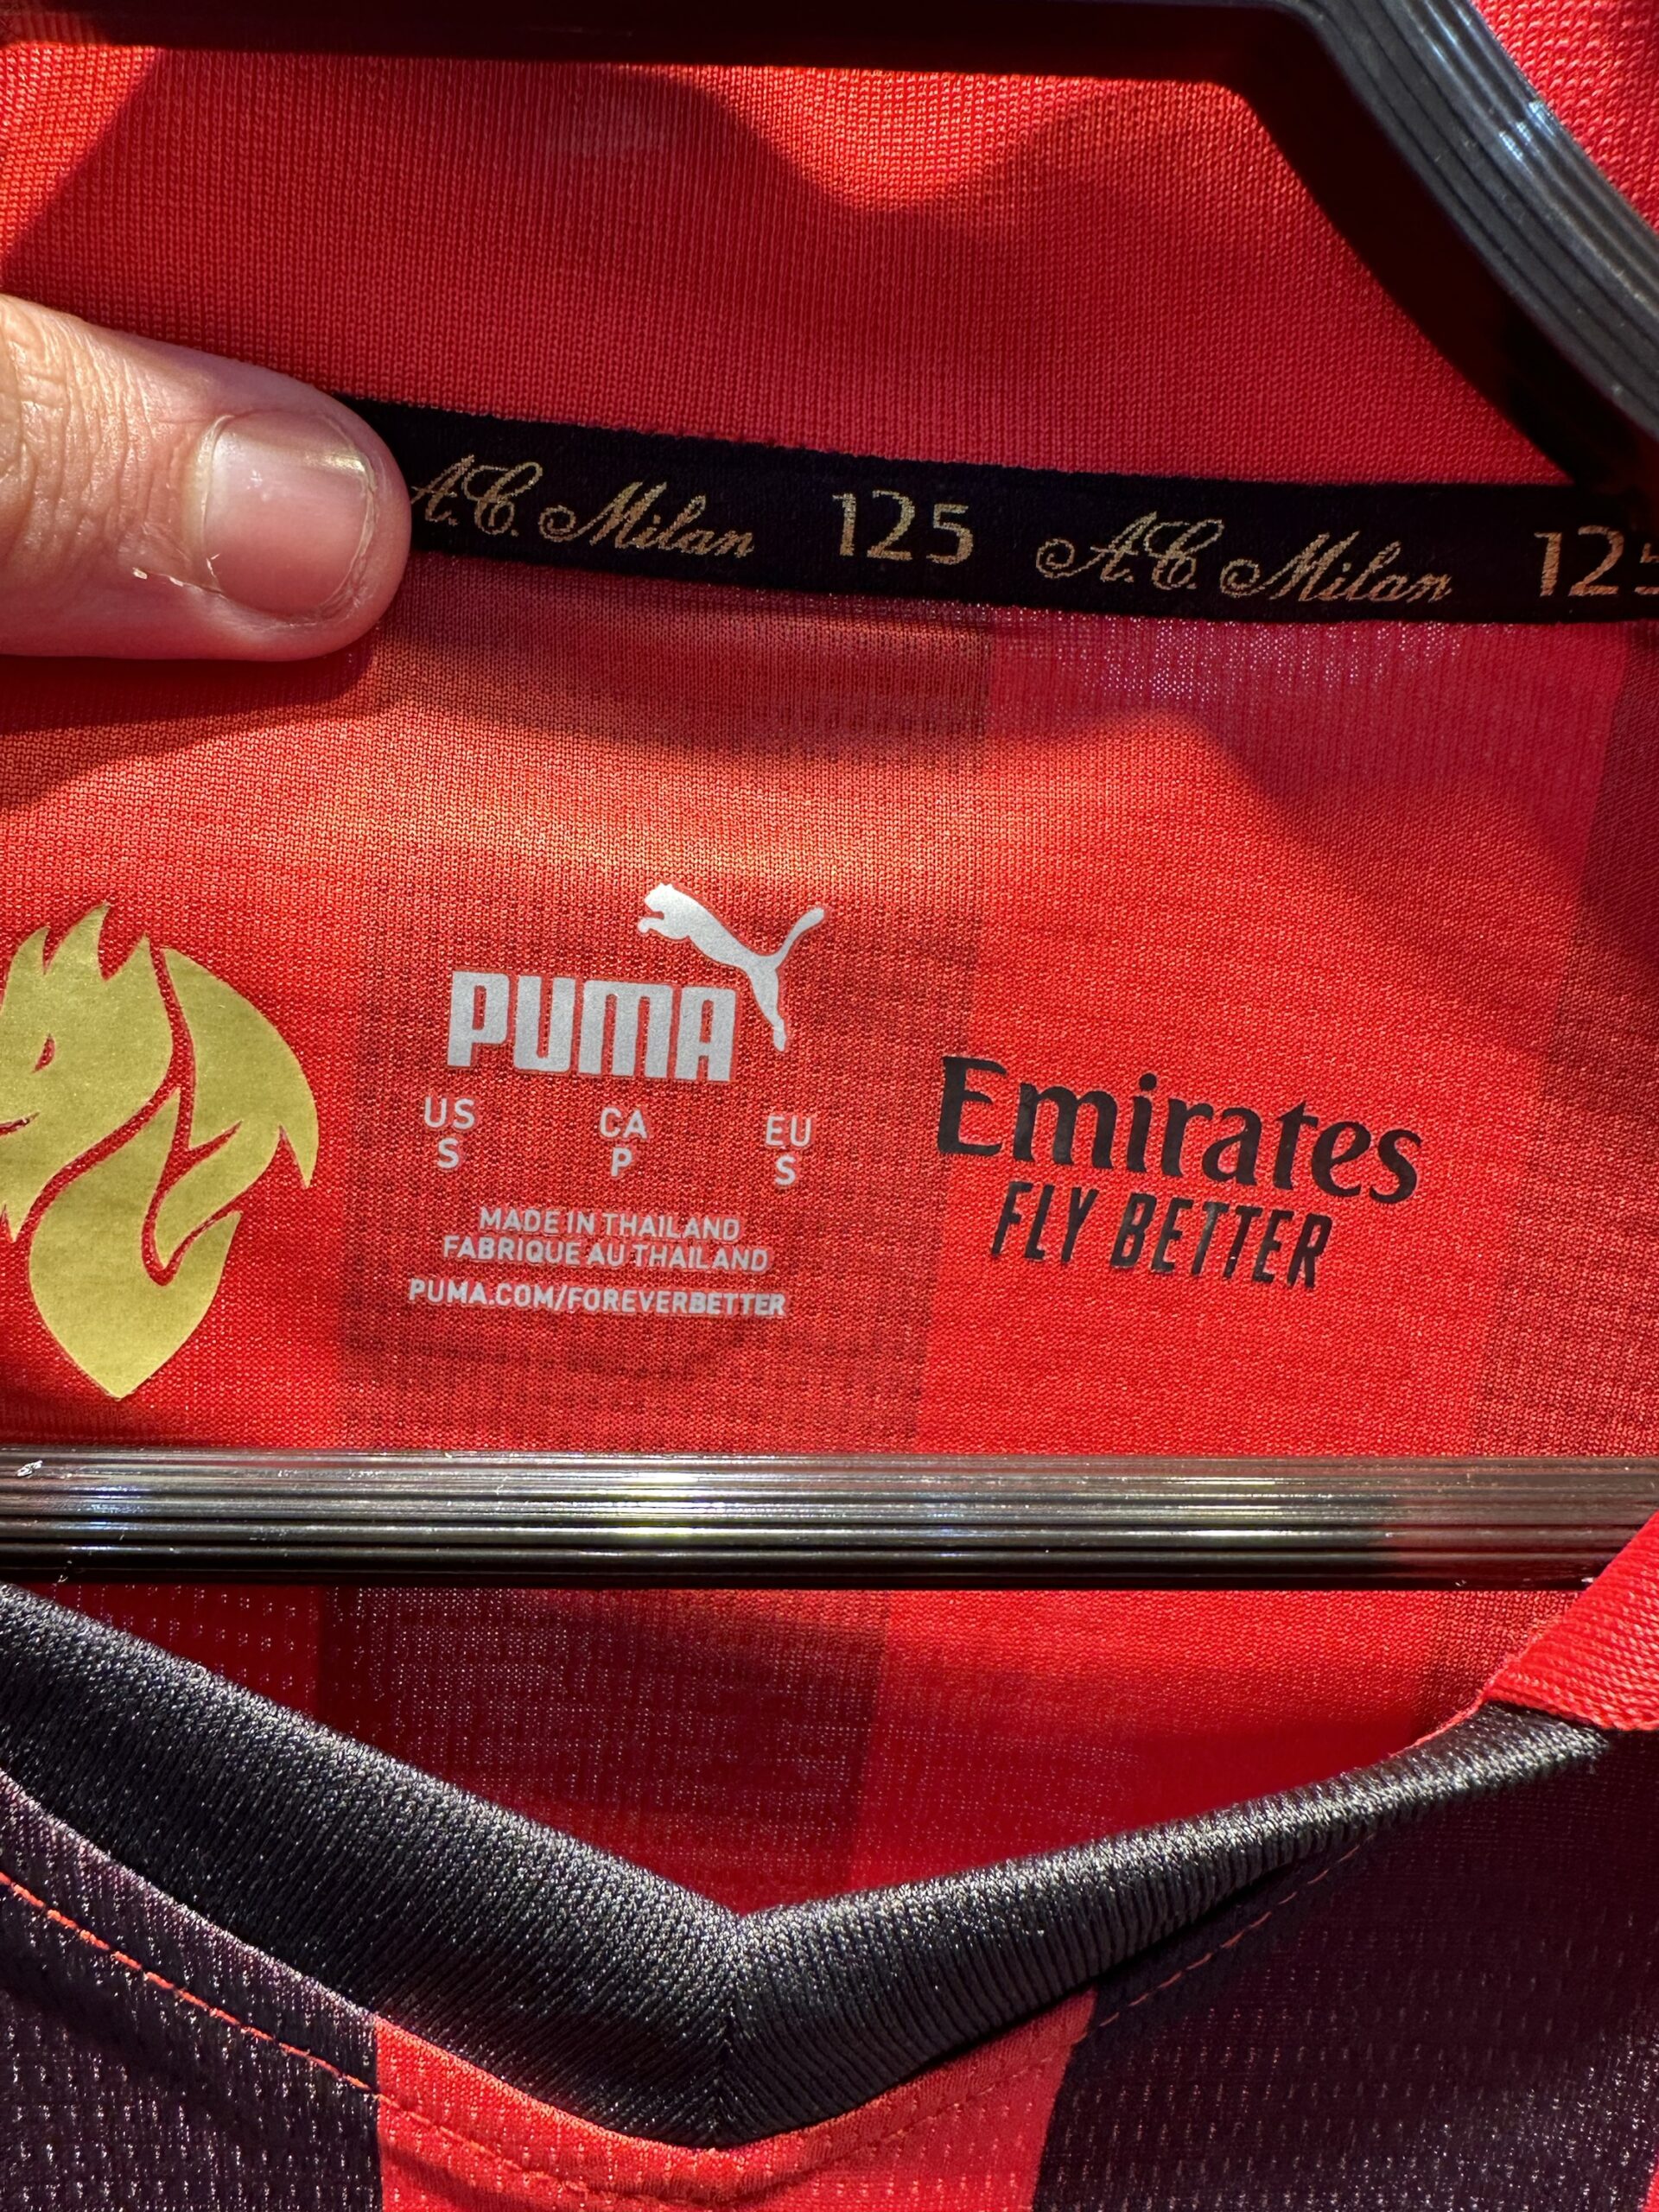 A.C. Milan 125 A.C. Milan 125
PUMA
US CA EU
S P S
MADE IN THAILAND
FABRIQUE AU THAILAND
PUMA.COM/FOREVERBETTER
Emirates
FLY BETTER